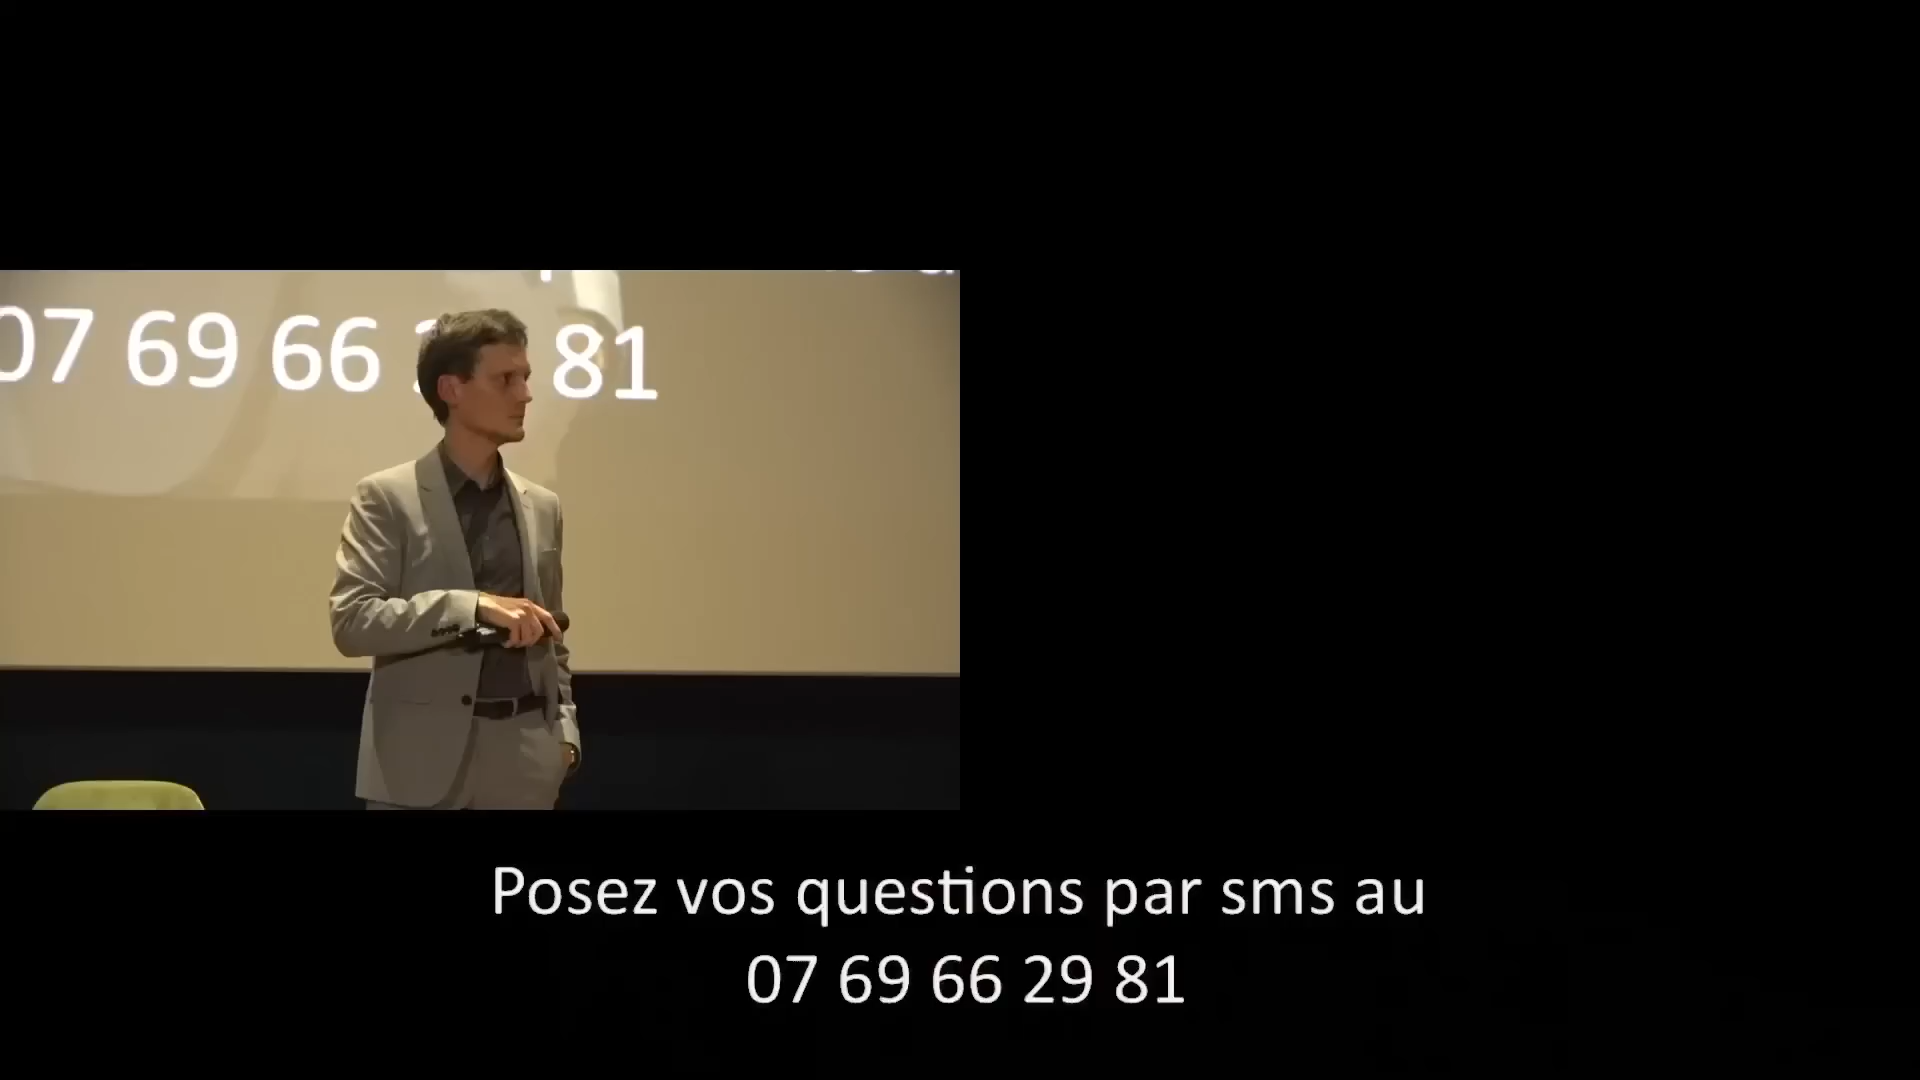 07 69 66 81
Posez vos questions par sms au
07 69 66 29 81